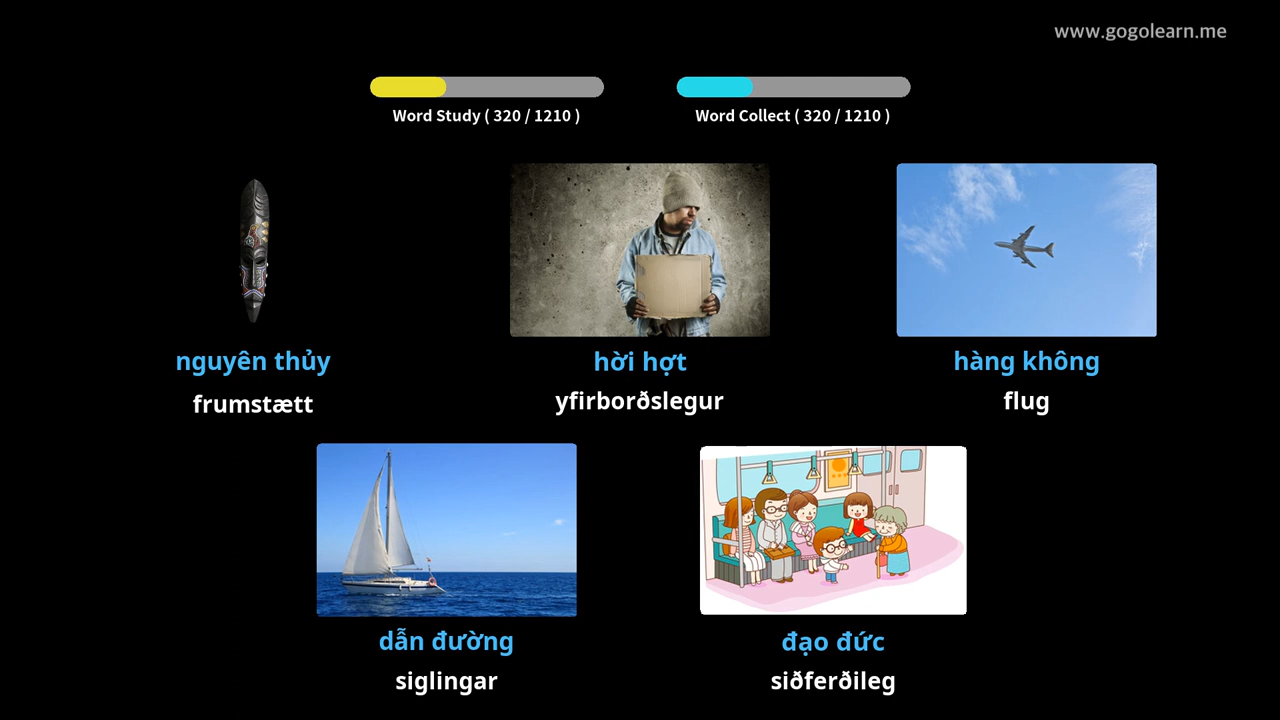 www.gogolearn.me
Word Study ( 320 / 1210 )
Word Collect ( 320 / 1210 )
nguyên thủy
frumstætt
hời hợt
yfirborðslegur
hàng không
flug
dẫn đường
siglingar
đạo đức
siðferðileg